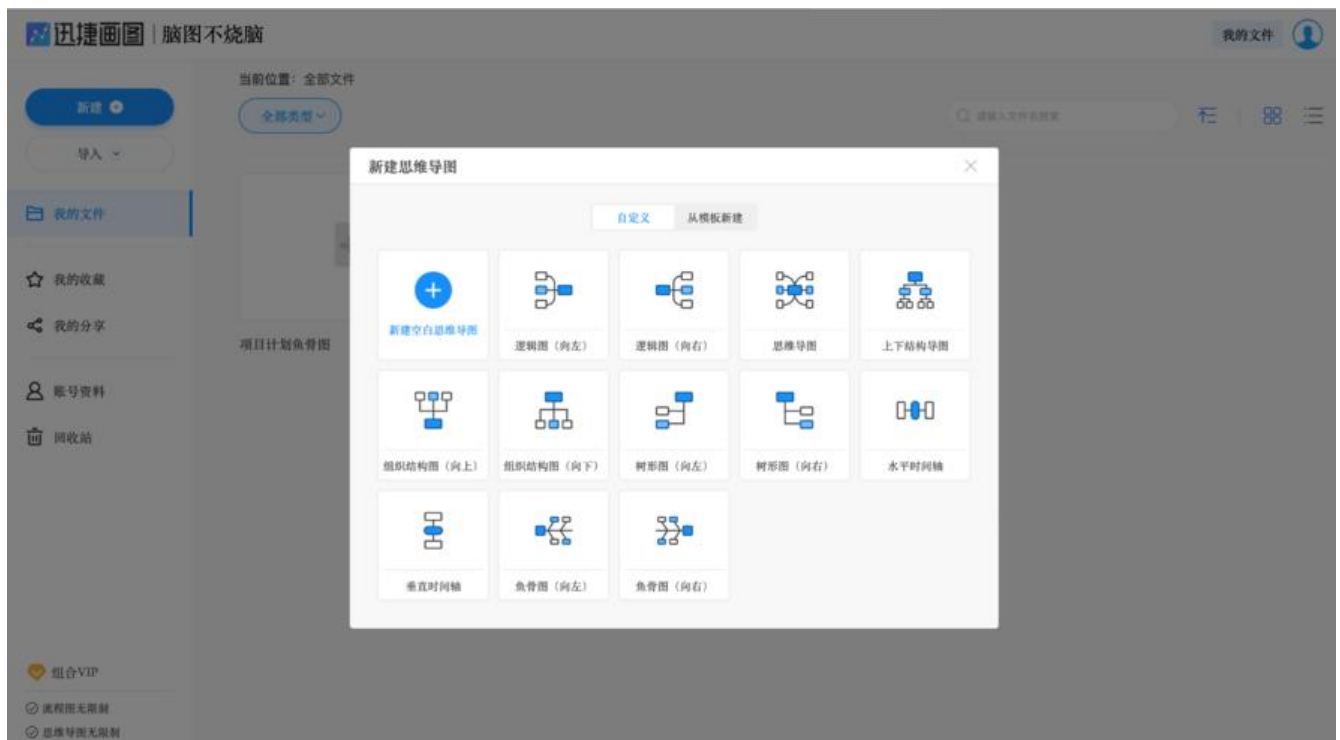 迅捷画图 | 脑图不烧脑
我的文件
当前位置：全部文件
新建
全部类型
请输入文件名搜索
导入
新建思维导图
自定义
从模板新建
我的文件
我的收藏
我的分享
账号资料
回收站
项目计划鱼骨图
新建空白思维导图
逻辑图（向左）
逻辑图（向右）
思维导图
上下结构导图
组织结构图（向上）
组织结构图（向下）
树形图（向左）
树形图（向右）
水平时间轴
垂直时间轴
鱼骨图（向左）
鱼骨图（向右）
组合VIP
流程图无限制
思维导图无限制